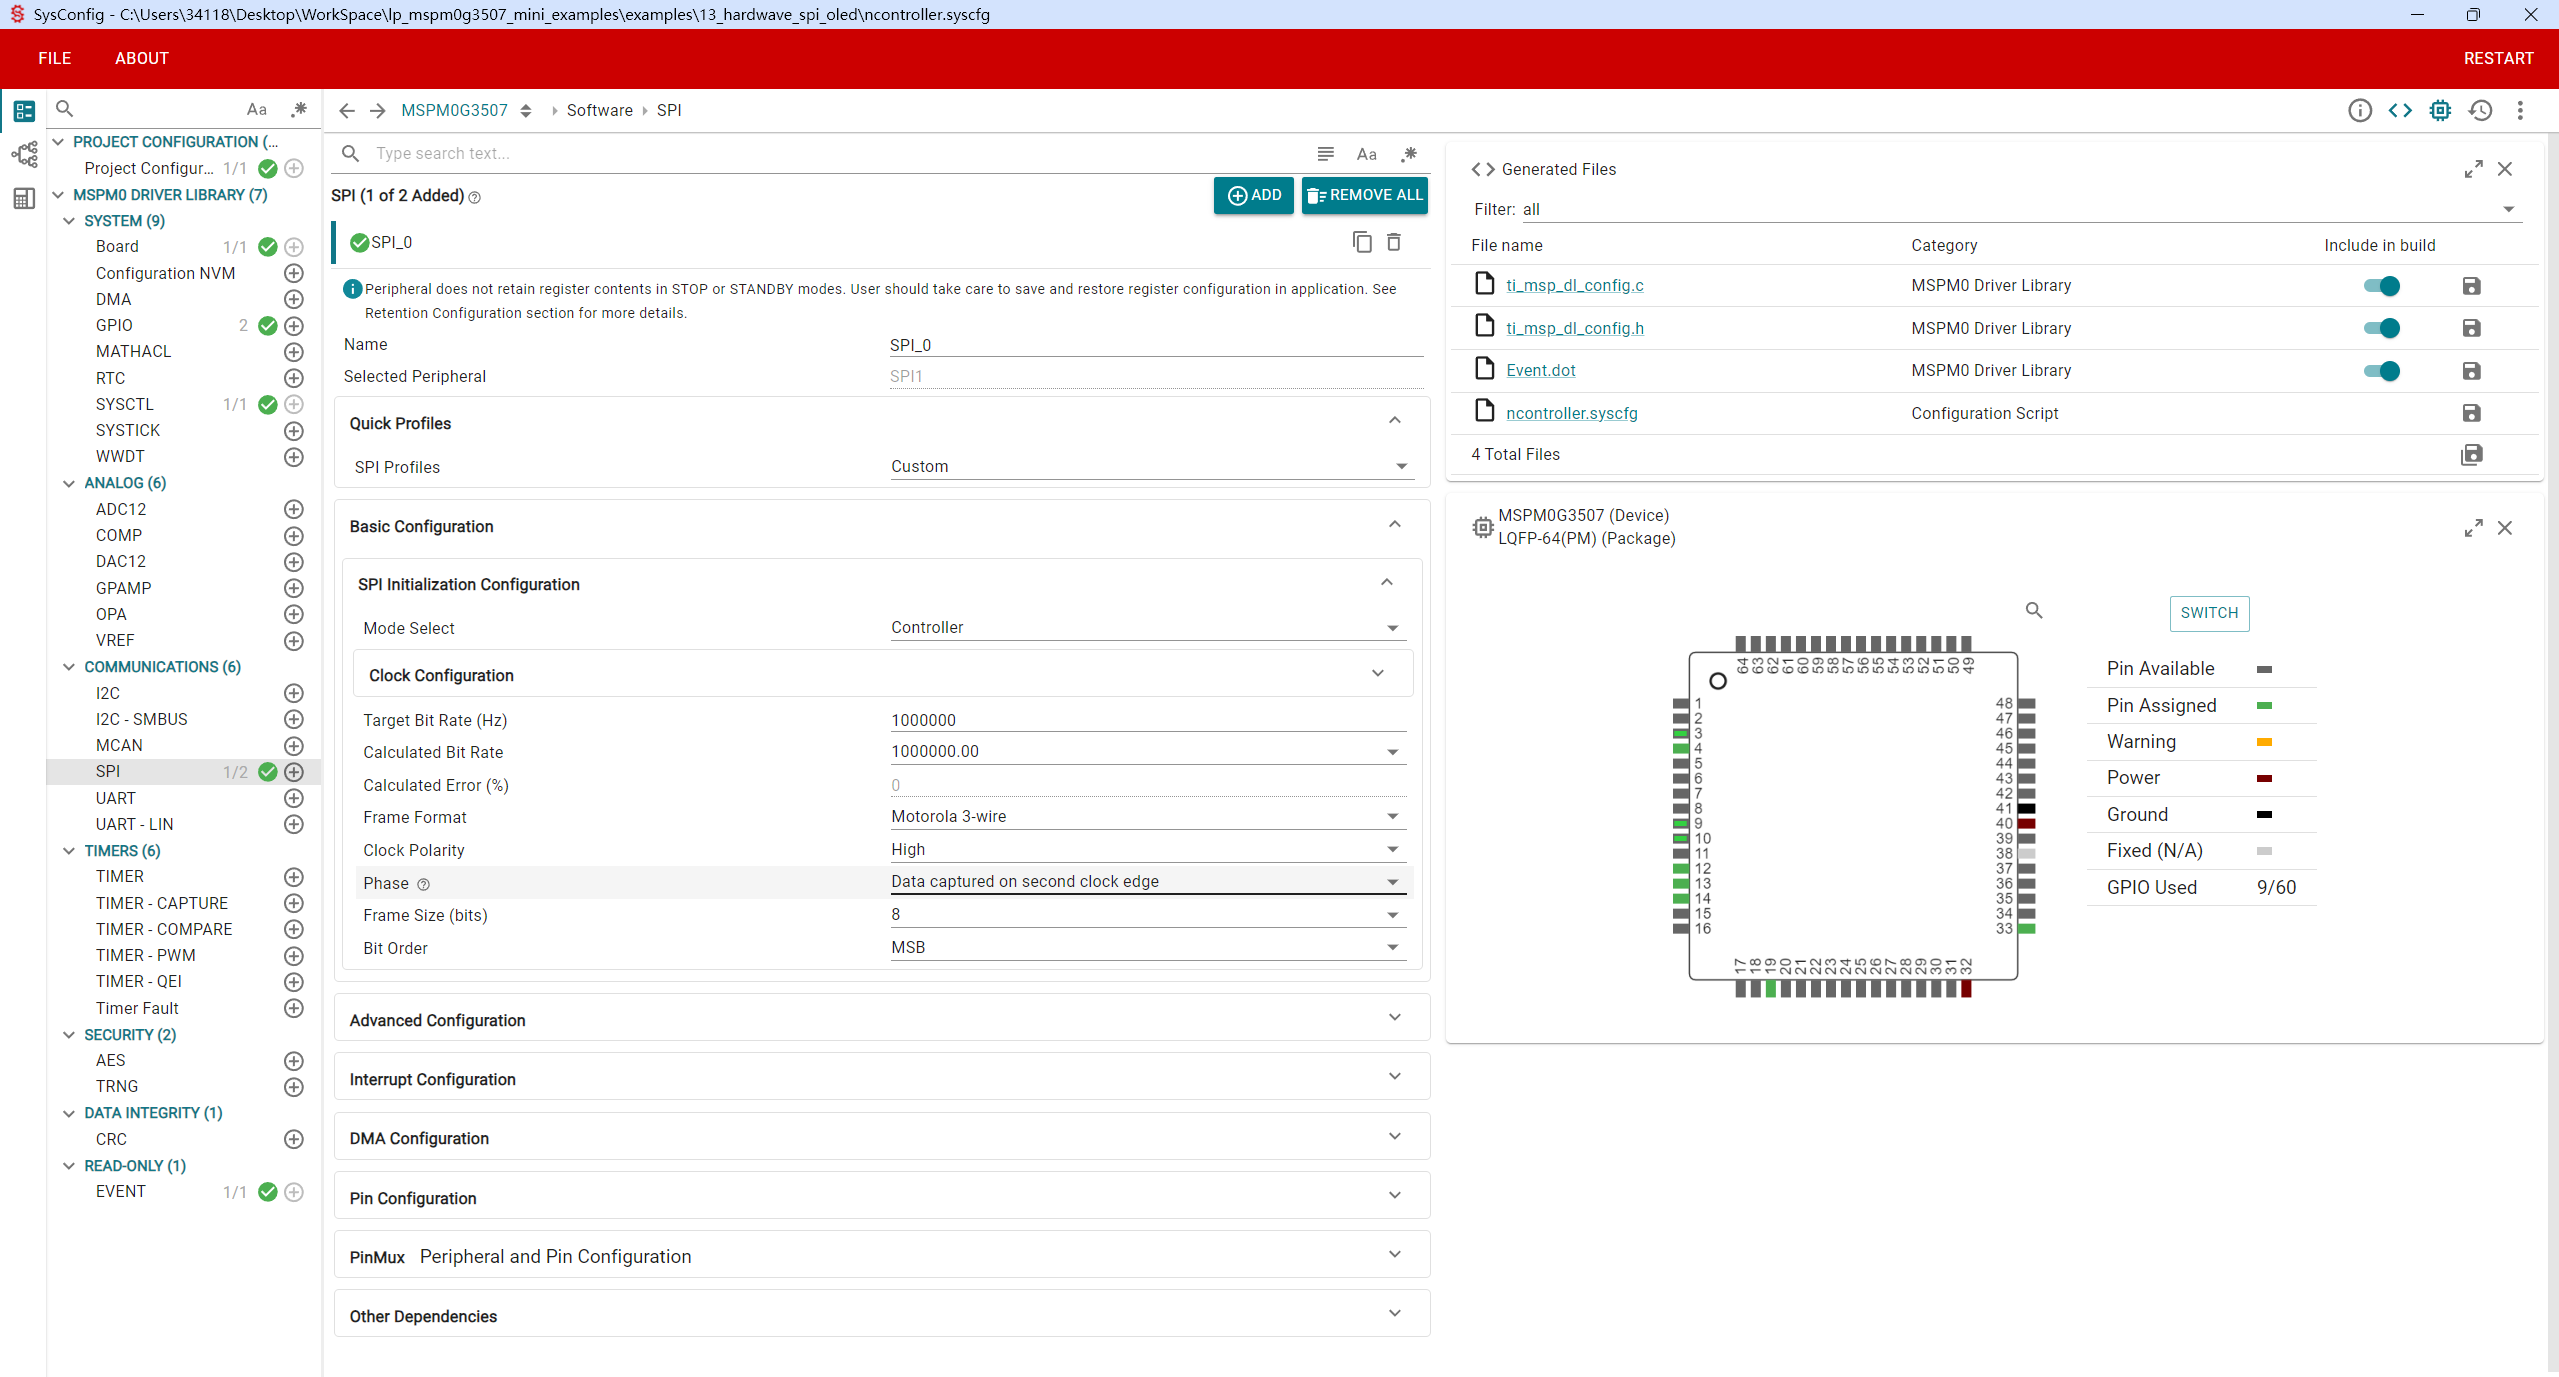 SysConfig - C:\Users\34118\Desktop\WorkSpace\lp_mspm0g3507_mini_examples\examples\13_hardwave_spi_oled\ncontroller.syscfg
FILE ABOUT RESTART
Aa .*
PROJECT CONFIGURATION (...
Project Configur... 1/1
MSPM0 DRIVER LIBRARY (7)
SYSTEM (9)
Board 1/1
Configuration NVM
DMA
GPIO 2
MATHACL
RTC
SYSCTL 1/1
SYSTICK
WWDT
ANALOG (6)
ADC12
COMP
DAC12
GPAMP
OPA
VREF
COMMUNICATIONS (6)
I2C
I2C - SMBUS
MCAN
SPI 1/2
UART
UART - LIN
TIMERS (6)
TIMER
TIMER - CAPTURE
TIMER - COMPARE
TIMER - PWM
TIMER - QEI
Timer Fault
SECURITY (2)
AES
TRNG
DATA INTEGRITY (1)
CRC
READ-ONLY (1)
EVENT 1/1
MSPM0G3507 Software SPI
Type search text... Aa .*
SPI (1 of 2 Added) ADD REMOVE ALL
SPI_0
Peripheral does not retain register contents in STOP or STANDBY modes. User should take care to save and restore register configuration in application. See
Retention Configuration section for more details.
Name SPI_0
Selected Peripheral SPI1
Quick Profiles
SPI Profiles Custom
Basic Configuration
SPI Initialization Configuration
Mode Select Controller
Clock Configuration
Target Bit Rate (Hz) 1000000
Calculated Bit Rate 1000000.00
Calculated Error (%) 0
Frame Format Motorola 3-wire
Clock Polarity High
Phase Data captured on second clock edge
Frame Size (bits) 8
Bit Order MSB
Advanced Configuration
Interrupt Configuration
DMA Configuration
Pin Configuration
PinMux Peripheral and Pin Configuration
Other Dependencies
Generated Files
Filter: all
File name Category Include in build
ti_msp_dl_config.c MSPM0 Driver Library
ti_msp_dl_config.h MSPM0 Driver Library
Event.dot MSPM0 Driver Library
ncontroller.syscfg Configuration Script
4 Total Files
MSPM0G3507 (Device)
LQFP-64(PM) (Package)
SWITCH
64 63 62 61 60 59 58 57 56 55 54 53 52 51 50 49
1 48
2 47
3 46
4 45
5 44
6 43
7 42
8 41
9 40
10 39
11 38
12 37
13 36
14 35
15 34
16 33
17 18 19 20 21 22 23 24 25 26 27 28 29 30 31 32
Pin Available
Pin Assigned
Warning
Power
Ground
Fixed (N/A)
GPIO Used 9/60